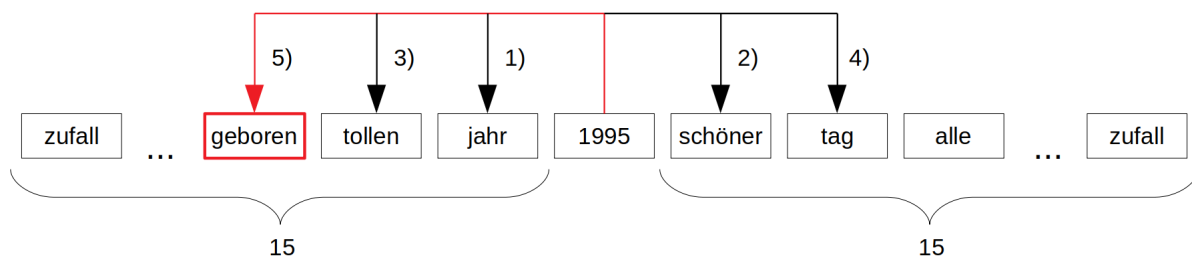 5) 3) 1) 2) 4)
zufall ... geboren tollen jahr 1995 schöner tag alle ... zufall
15 15